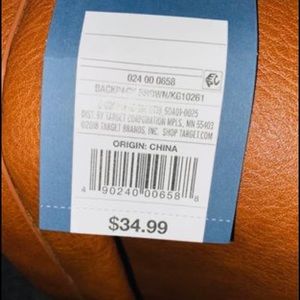 024 00 0658
BACKPACK BROWN/KG10261
DIST. BY TARGET CORPORATION MPLS, MN 55403
©2018 TARGET BRANDS, INC. SHOP TARGET.COM
ORIGIN: CHINA
4 90240 00658 8
$34.99